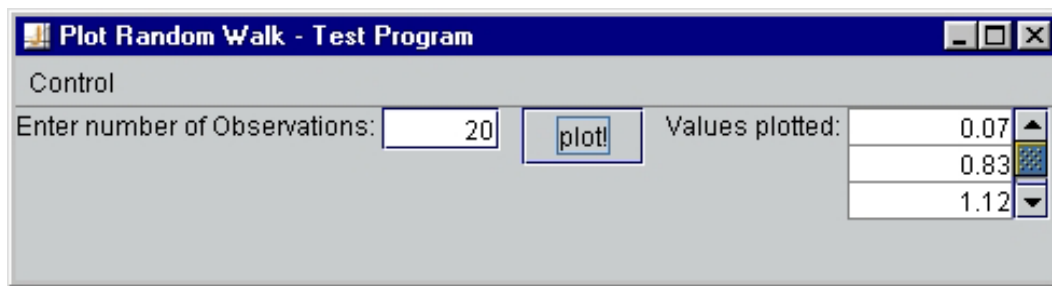 Plot Random Walk - Test Program
Control
Enter number of Observations: 20 plot! Values plotted: 0.07
0.83
1.12